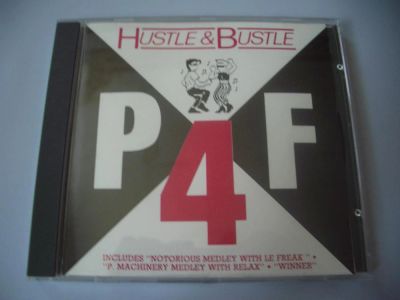 HUSTLE & BUSTLE
P 4 F
INCLUDES "NOTORIOUS MEDLEY WITH LE FREAK" •
"P. MACHINERY MEDLEY WITH RELAX" • "WINNER"